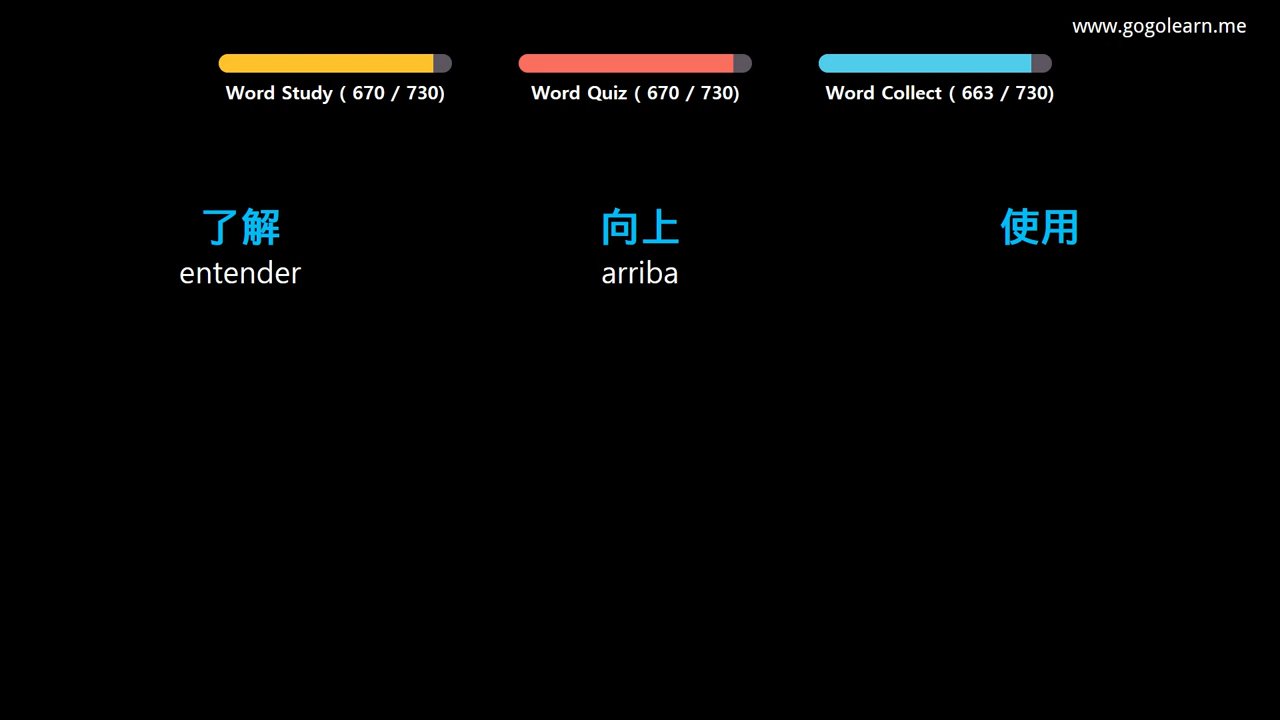 www.gogolearn.me
Word Study ( 670 / 730)
Word Quiz ( 670 / 730)
Word Collect ( 663 / 730)
了解
entender
向上
arriba
使用